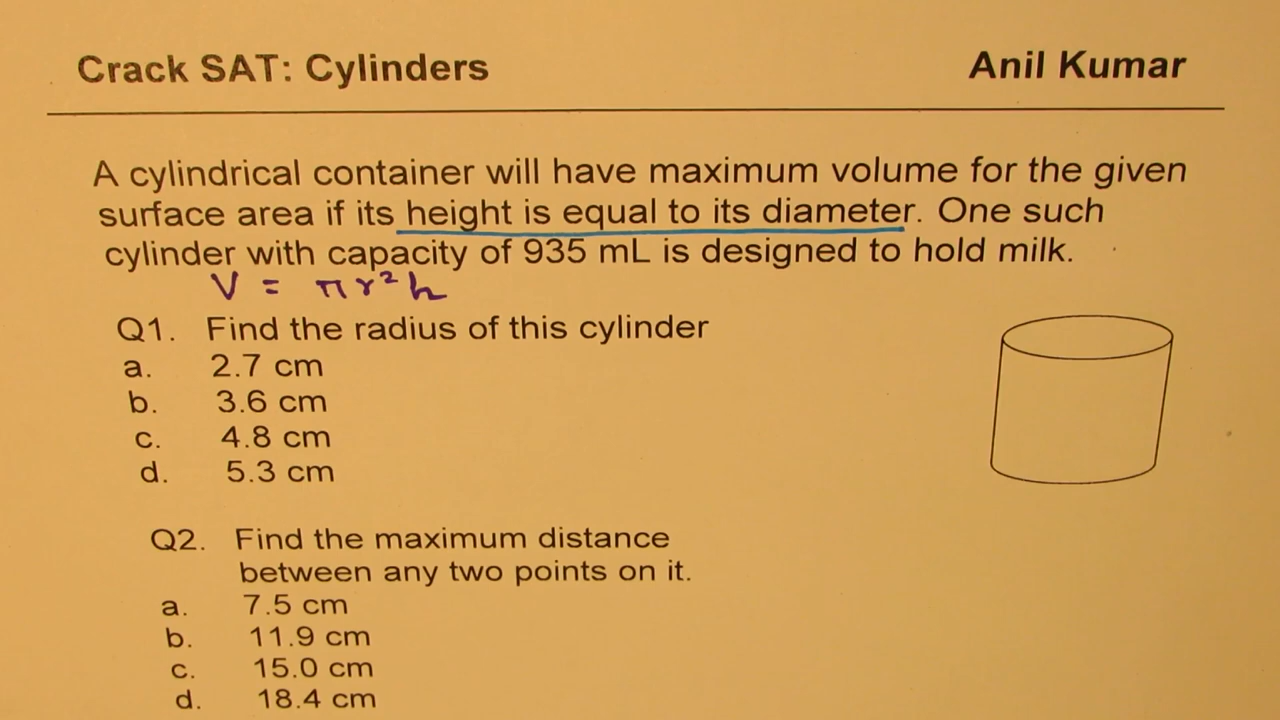 Crack SAT: Cylinders Anil Kumar
A cylindrical container will have maximum volume for the given
surface area if its height is equal to its diameter. One such
cylinder with capacity of 935 mL is designed to hold milk.
V = πr²h
Q1. Find the radius of this cylinder
a. 2.7 cm
b. 3.6 cm
c. 4.8 cm
d. 5.3 cm
Q2. Find the maximum distance
between any two points on it.
a. 7.5 cm
b. 11.9 cm
c. 15.0 cm
d. 18.4 cm